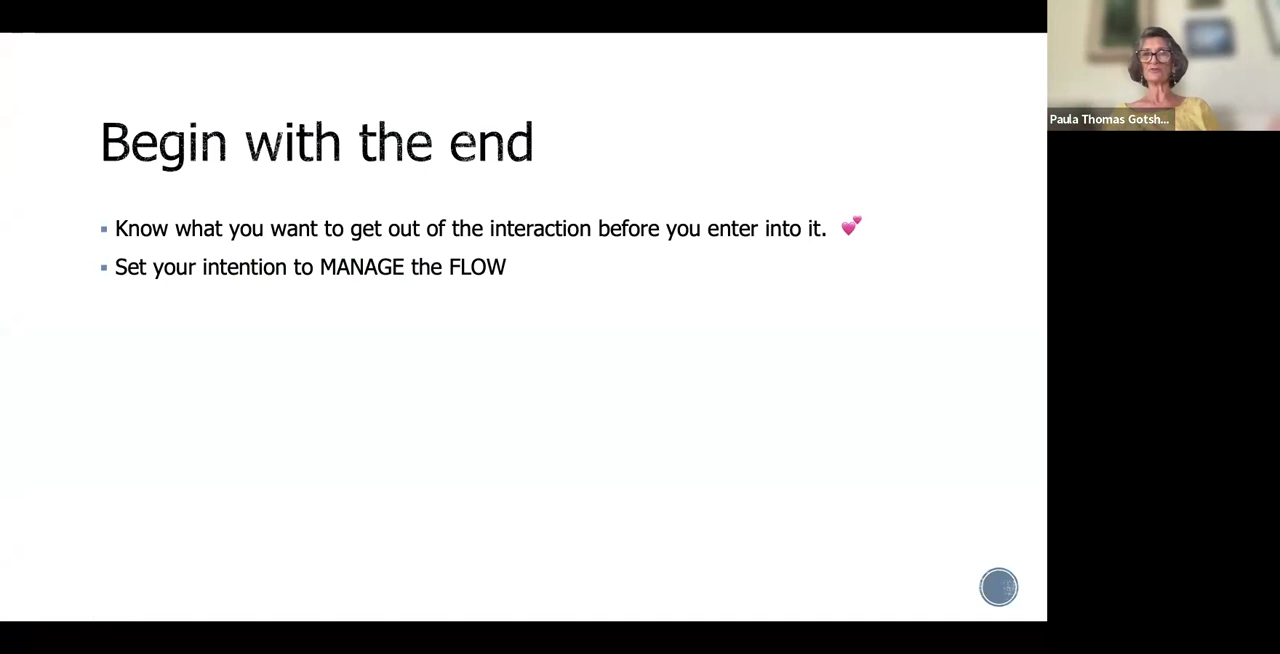 Begin with the end
Know what you want to get out of the interaction before you enter into it. 💕
Set your intention to MANAGE the FLOW
Paula Thomas Gotsh...